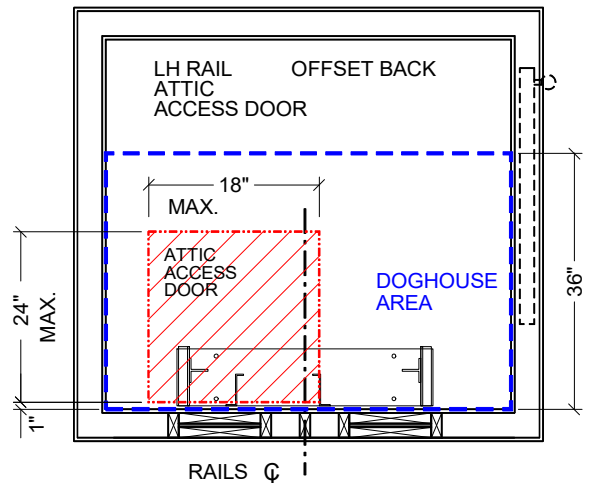 LH RAIL OFFSET BACK
ATTIC
ACCESS DOOR
18"
MAX.
ATTIC
ACCESS
DOOR
DOGHOUSE
AREA
24"
MAX.
36"
1"
RAILS ℄